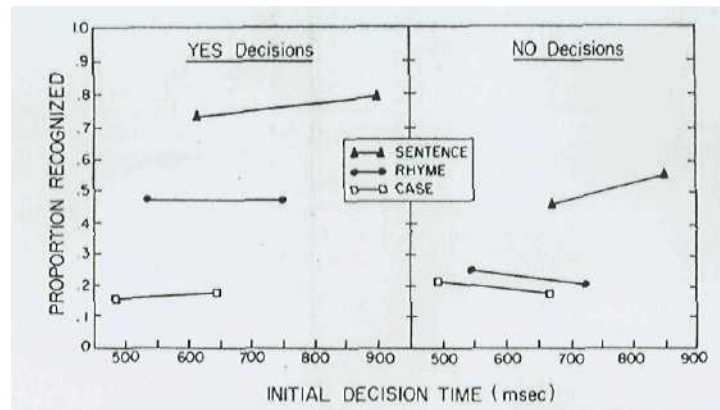 1.0
.9
.8
.7
.6
.5
.4
.3
.2
.1
0
PROPORTION RECOGNIZED
YES Decisions
NO Decisions
SENTENCE
RHYME
CASE
500 600 700 800 900
500 600 700 800 900
INITIAL DECISION TIME (msec)